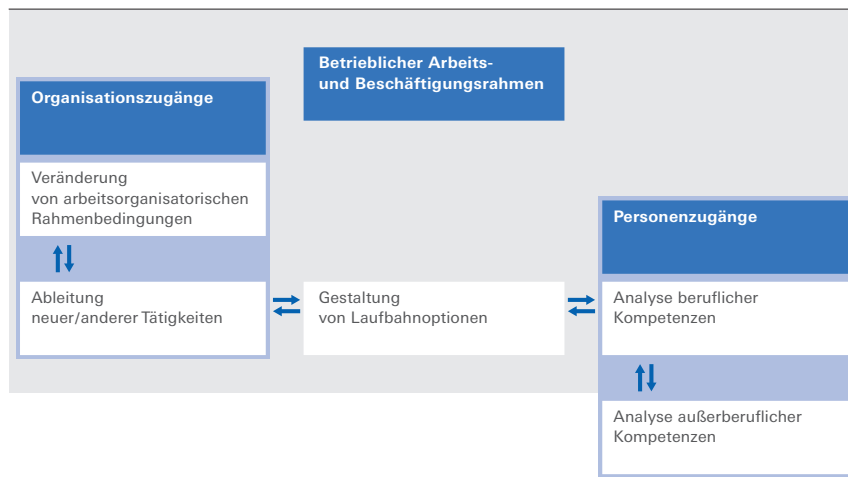 Betrieblicher Arbeits-
und Beschäftigungsrahmen
Organisationszugänge
Veränderung
von arbeitsorganisatorischen
Rahmenbedingungen
Personenzugänge
Ableitung
neuer/anderer Tätigkeiten
Gestaltung
von Laufbahnoptionen
Analyse beruflicher
Kompetenzen
Analyse außerberuflicher
Kompetenzen